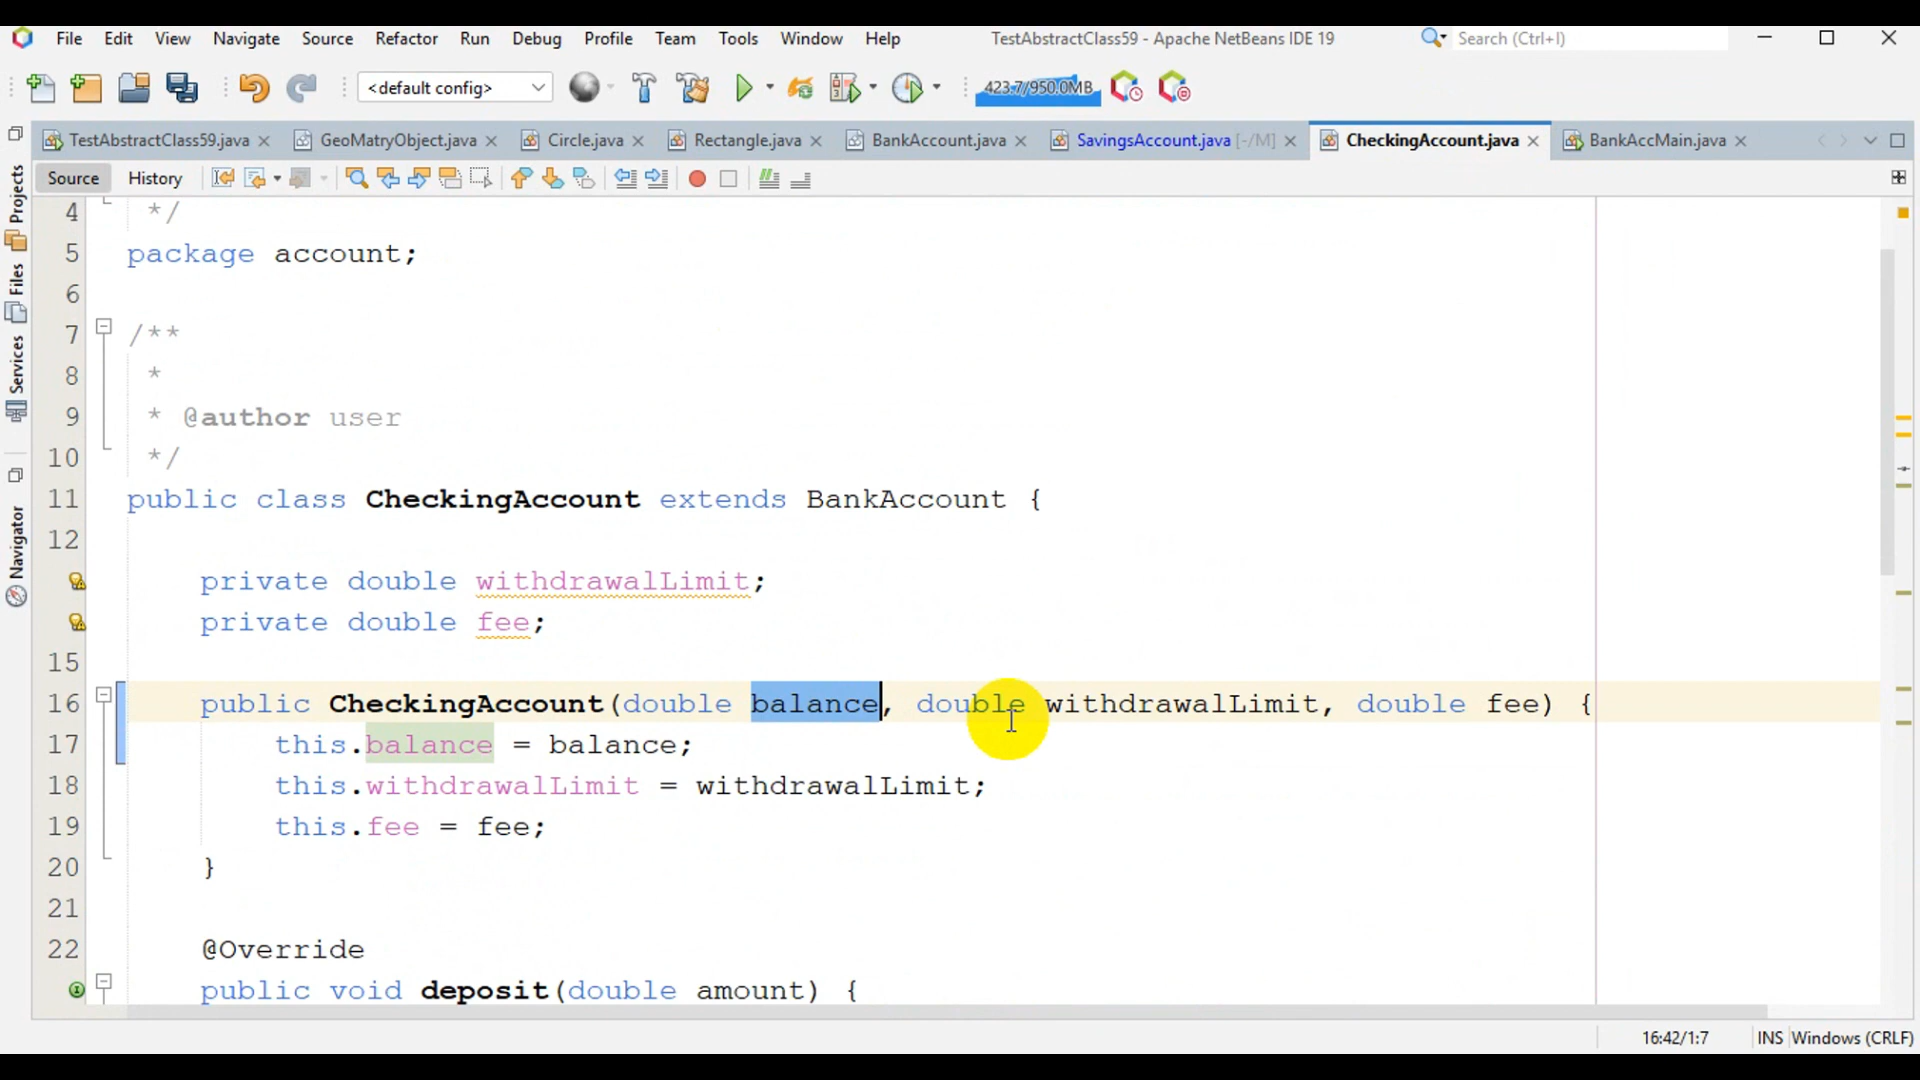 File Edit View Navigate Source Refactor Run Debug Profile Team Tools Window Help TestAbstractClass59 - Apache NetBeans IDE 19 Search (Ctrl+I)
<default config> 423.7/950.0MB
TestAbstractClass59.java GeoMatryObject.java Circle.java Rectangle.java BankAccount.java SavingsAccount.java [-/M] CheckingAccount.java BankAccMain.java
Source History
Projects
Files
Services
Navigator
4 */
5 package account;
6
7 /**
8 *
9 * @author user
10 */
11 public class CheckingAccount extends BankAccount {
12
private double withdrawalLimit;
private double fee;
15
16 public CheckingAccount(double balance, double withdrawalLimit, double fee) {
17 this.balance = balance;
18 this.withdrawalLimit = withdrawalLimit;
19 this.fee = fee;
20 }
21
22 @Override
public void deposit(double amount) {
16:42/1:7 INS Windows (CRLF)